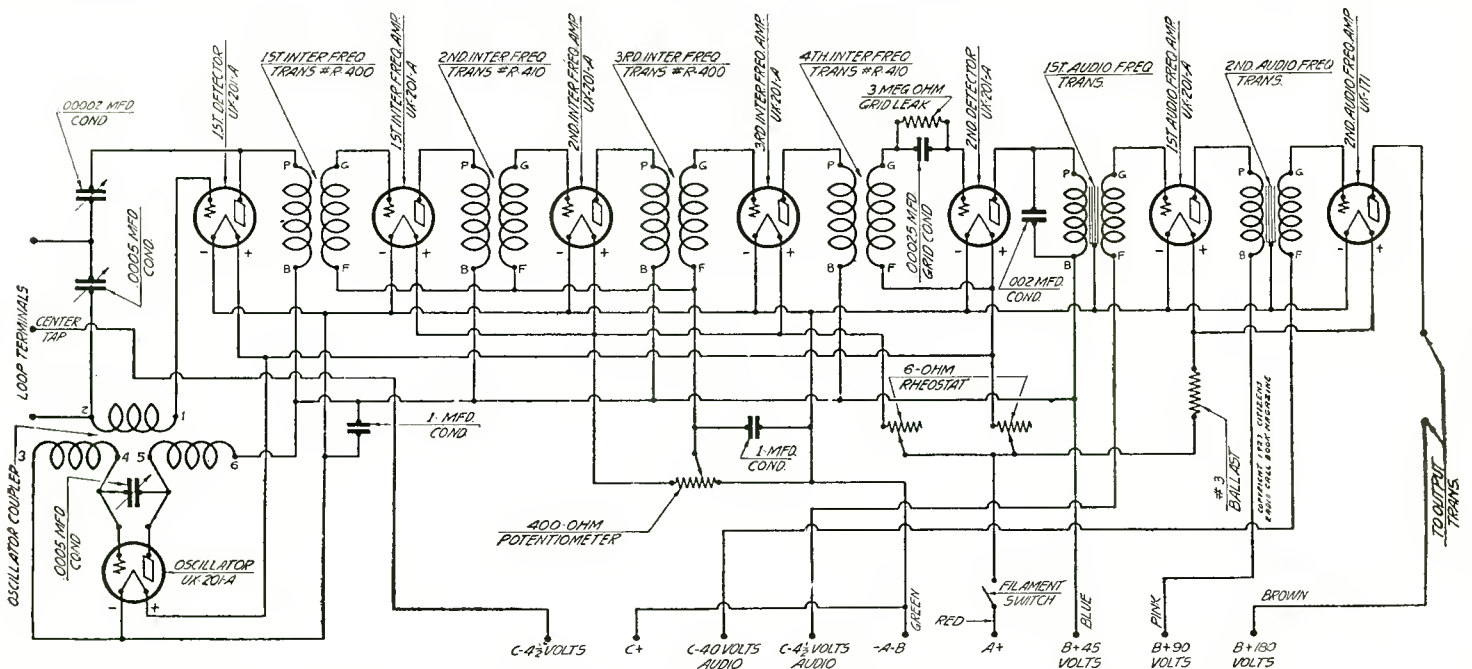 .00002 MFD
COND
1ST. DETECTOR
UX-201-A
1ST. INTER FREQ
TRANS #R-400
1ST INTER FREQ. AMP.
UX-201-A
2ND. INTER FREQ
TRANS #R-410
2ND. INTER FREQ. AMP
UX-201-A
3RD. INTER FREQ
TRANS #R-400
3RD INTER FREQ. AMP.
UX-201-A
4TH. INTER FREQ
TRANS #R-410
3 MEG OHM
GRID LEAK
2ND. DETECTOR
UX-201-A
1ST. AUDIO FREQ
TRANS.
1ST AUDIO FREQ AMP
UX-201-A
2ND. AUDIO FREQ
TRANS.
2ND. AUDIO FREQ AMP
UX-171
P G P G P G P G P G P G
- + - + - + - + - + - + - +
B F B F B F B F B F B F
.0005 MFD.
COND.
.00025 MFD
GRID COND
.002 MFD.
COND.
LOOP TERMINALS
CENTER
TAP
2 1
3 4 5 6
OSCILLATOR COUPLER
.0005 MFD
COND
OSCILLATOR
UX-201-A
- +
1-MFD.
COND.
1-MFD.
COND.
400-OHM
POTENTIOMETER
6-OHM
RHEOSTAT
#3
BALLAST
COPYRIGHT 1927 CITIZENS
RADIO CALL BOOK MAGAZINE
TO OUTPUT
TRANS.
FILAMENT
SWITCH
GREEN
RED
BLUE
PINK
BROWN
C-4½ VOLTS
C+
C-40 VOLTS
AUDIO
C-4½ VOLTS
AUDIO
-A-B
A+
B+45
VOLTS
B+90
VOLTS
B+180
VOLTS